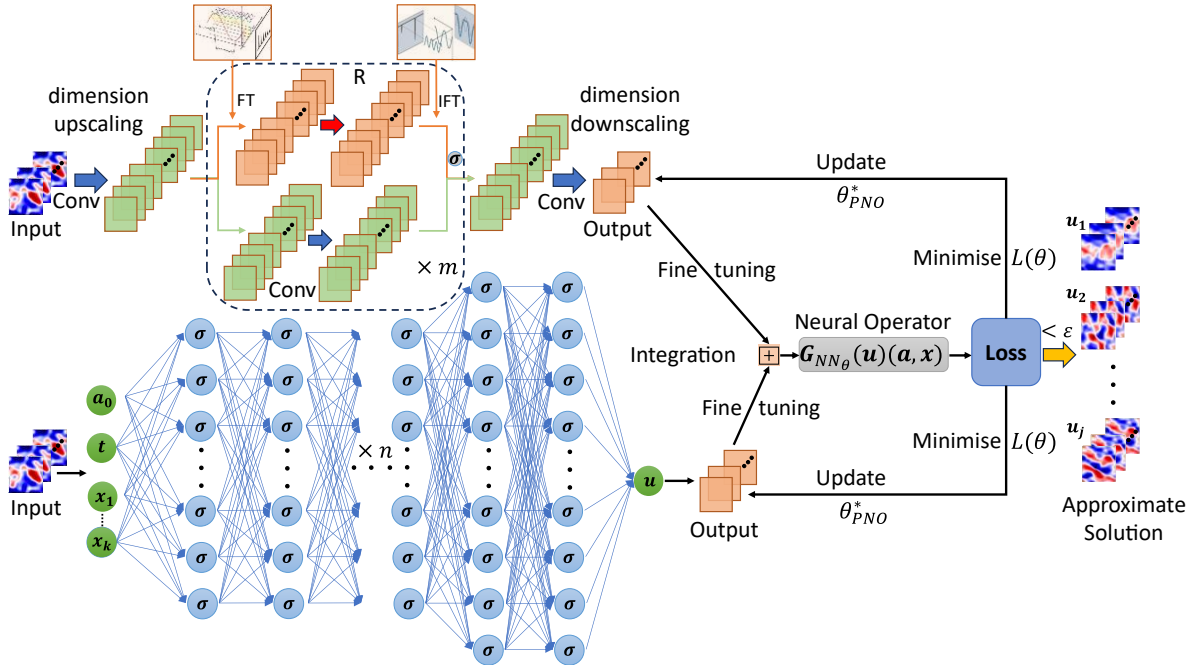 R
FT
IFT
dimension
upscaling
dimension
downscaling
σ
Conv
Input
Conv
Output
Conv
× m
Update
θ*PNO
Fine tuning
Minimise L(θ)
u1
u2
Neural Operator
Integration
+
G_NNθ(u)(a, x)
Loss
< ε
Fine tuning
Minimise L(θ)
uj
Update
θ*PNO
Approximate
Solution
Input
a0
t
x1
xk
σ σ
σ σ
σ σ σ
σ σ σ σ σ
σ σ σ σ σ
σ σ σ σ σ
× n
σ σ σ σ σ
σ σ σ σ σ
σ σ σ σ σ
σ σ
u
Output